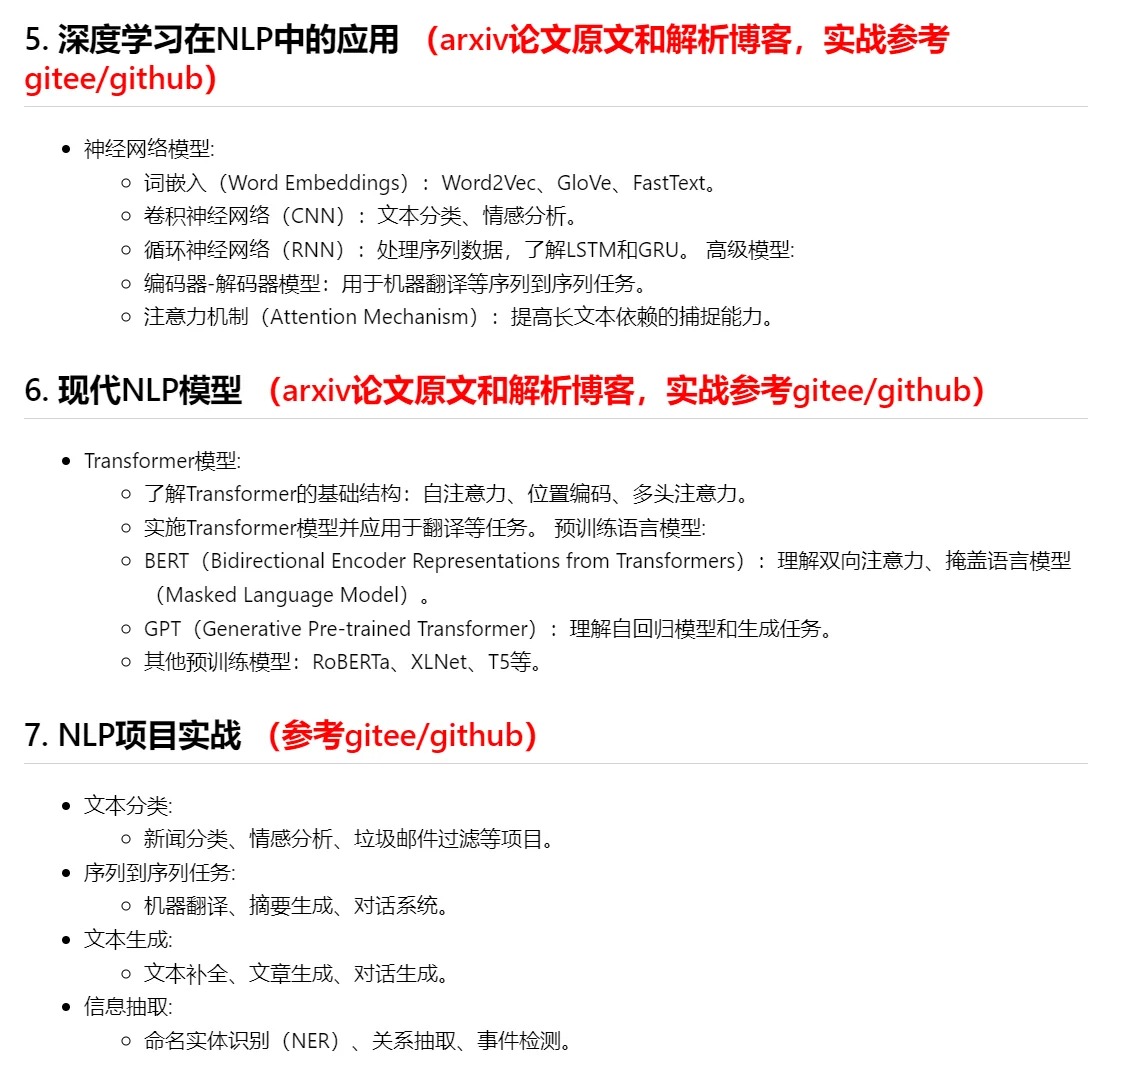 5. 深度学习在NLP中的应用 （arxiv论文原文和解析博客，实战参考
gitee/github）
神经网络模型:
词嵌入（Word Embeddings）：Word2Vec、GloVe、FastText。
卷积神经网络（CNN）：文本分类、情感分析。
循环神经网络（RNN）：处理序列数据，了解LSTM和GRU。 高级模型:
编码器-解码器模型：用于机器翻译等序列到序列任务。
注意力机制（Attention Mechanism）：提高长文本依赖的捕捉能力。
6. 现代NLP模型 （arxiv论文原文和解析博客，实战参考gitee/github）
Transformer模型:
了解Transformer的基础结构：自注意力、位置编码、多头注意力。
实施Transformer模型并应用于翻译等任务。 预训练语言模型:
BERT（Bidirectional Encoder Representations from Transformers）：理解双向注意力、掩盖语言模型
（Masked Language Model）。
GPT（Generative Pre-trained Transformer）：理解自回归模型和生成任务。
其他预训练模型：RoBERTa、XLNet、T5等。
7. NLP项目实战 （参考gitee/github）
文本分类:
新闻分类、情感分析、垃圾邮件过滤等项目。
序列到序列任务:
机器翻译、摘要生成、对话系统。
文本生成:
文本补全、文章生成、对话生成。
信息抽取:
命名实体识别（NER）、关系抽取、事件检测。